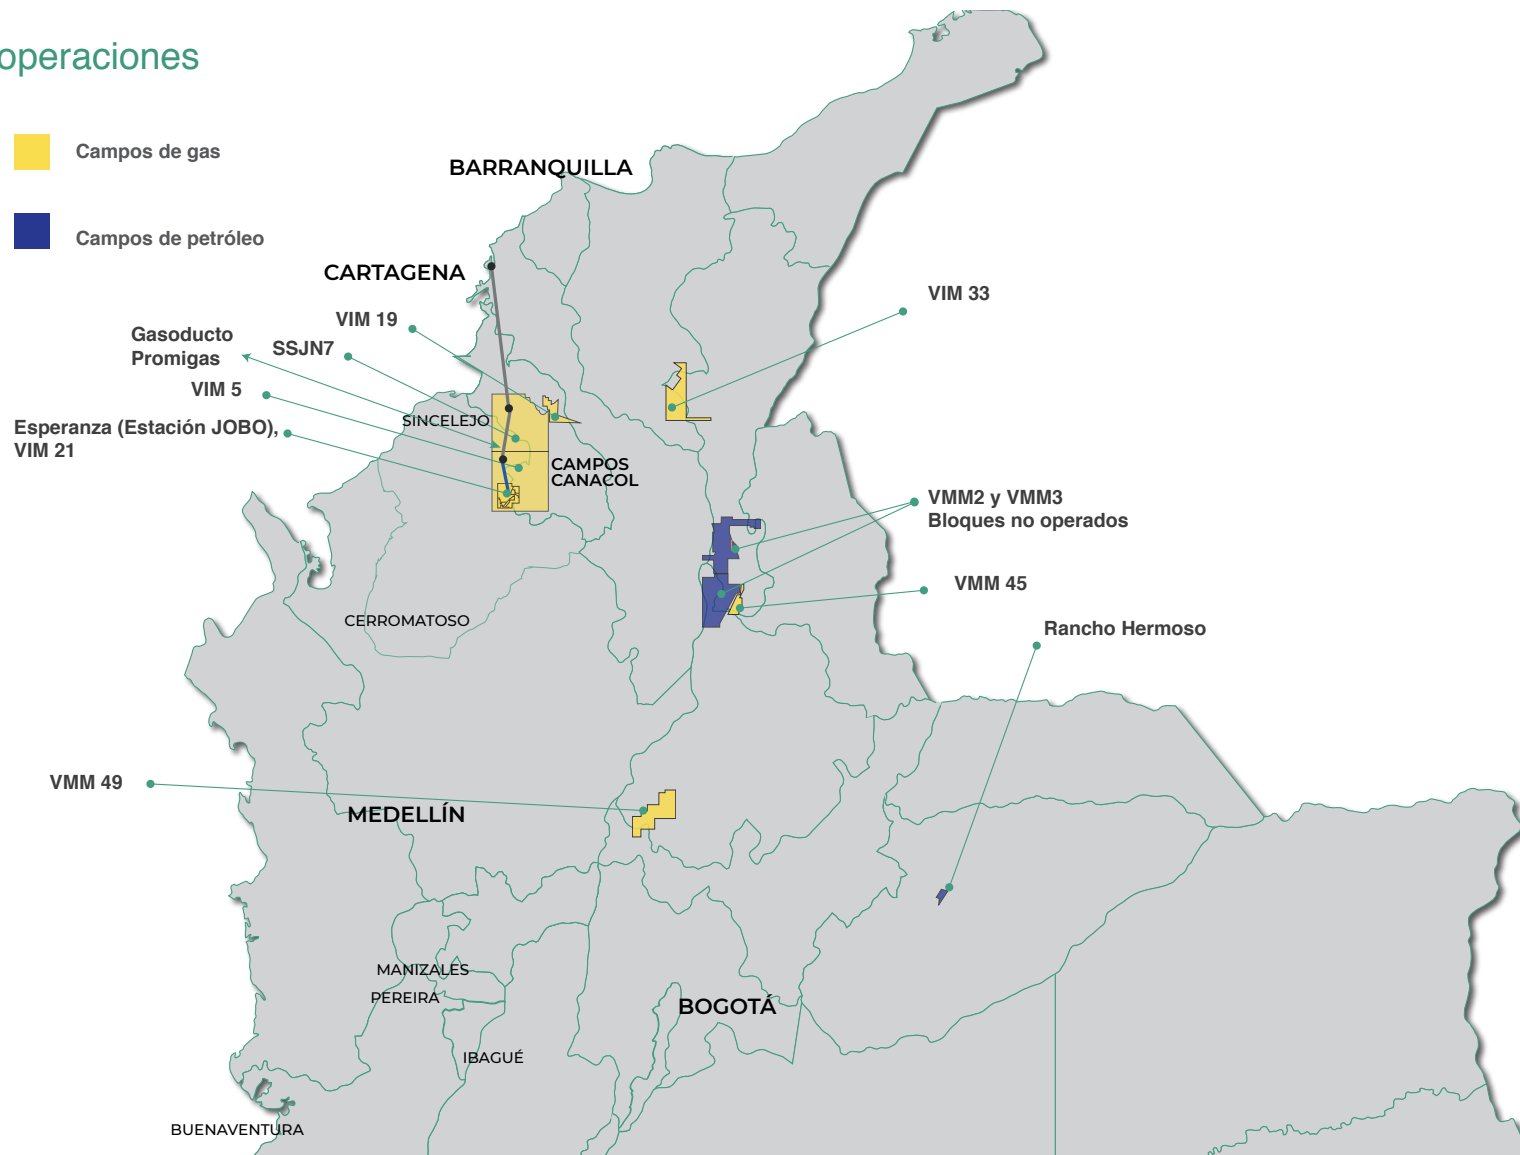 operaciones
Campos de gas
Campos de petróleo
BARRANQUILLA
CARTAGENA
VIM 33
VIM 19
Gasoducto
Promigas
SSJN7
VIM 5
Esperanza (Estación JOBO),
VIM 21
SINCELEJO
CAMPOS
CANACOL
VMM2 y VMM3
Bloques no operados
VMM 45
CERROMATOSO
Rancho Hermoso
VMM 49
MEDELLÍN
MANIZALES
PEREIRA
BOGOTÁ
IBAGUÉ
BUENAVENTURA